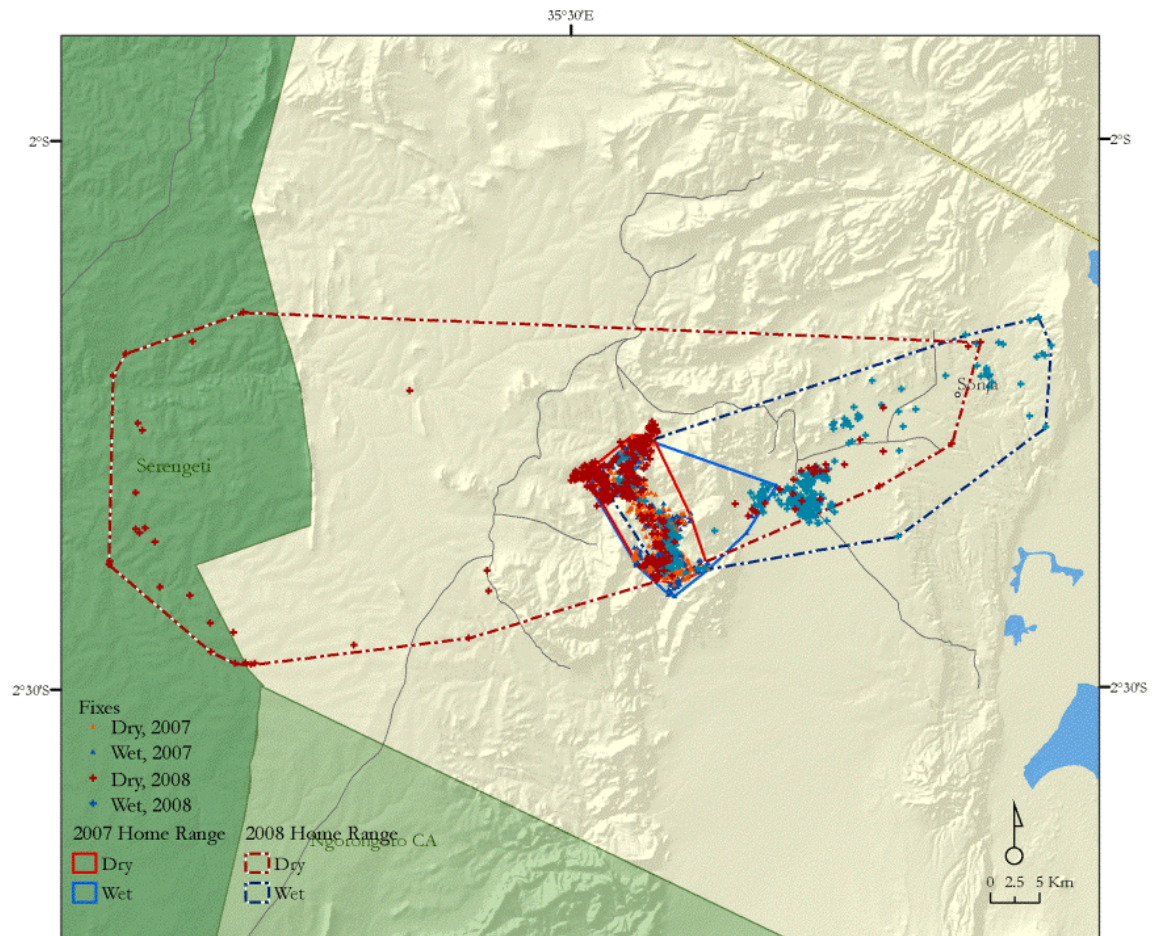 35°30'E
2°S
2°S
Sonja
Serengeti
2°30'S
2°30'S
Fixes
Dry, 2007
Wet, 2007
Dry, 2008
Wet, 2008
2007 Home Range
2008 Home Range
Ngorongoro CA
Dry
Dry
Wet
Wet
0 2.5 5 Km